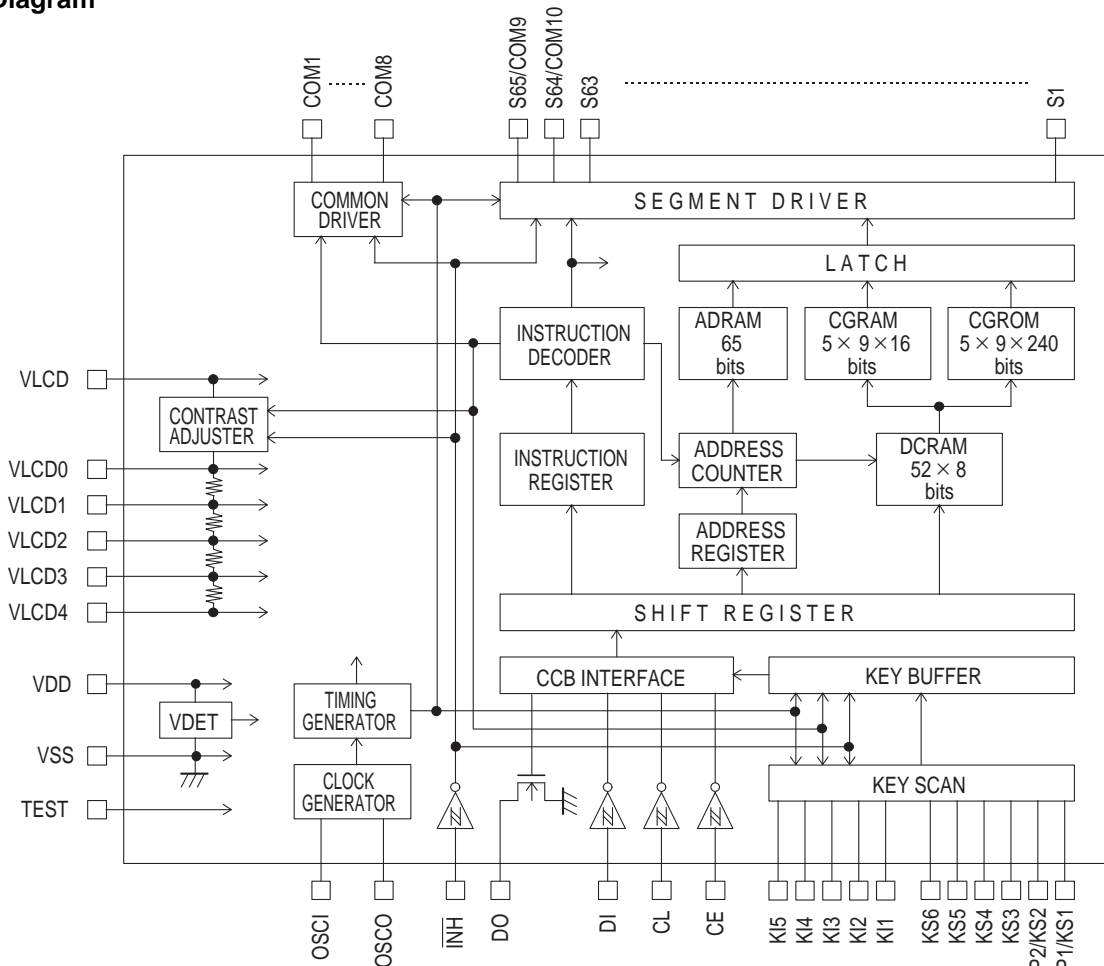 Diagram
COM1
COM8
S65/COM9
S64/COM10
S63
S1
COMMON
DRIVER
SEGMENT DRIVER
LATCH
INSTRUCTION
DECODER
ADRAM
65
bits
CGRAM
5 × 9 × 16
bits
CGROM
5 × 9 × 240
bits
VLCD
CONTRAST
ADJUSTER
INSTRUCTION
REGISTER
ADDRESS
COUNTER
DCRAM
52 × 8
bits
VLCD0
VLCD1
VLCD2
VLCD3
VLCD4
ADDRESS
REGISTER
SHIFT REGISTER
CCB INTERFACE
KEY BUFFER
VDD
VDET
VSS
TEST
TIMING
GENERATOR
CLOCK
GENERATOR
KEY SCAN
OSCI
OSCO
INH
DO
DI
CL
CE
KI5
KI4
KI3
KI2
KI1
KS6
KS5
KS4
KS3
P2/KS2
P1/KS1